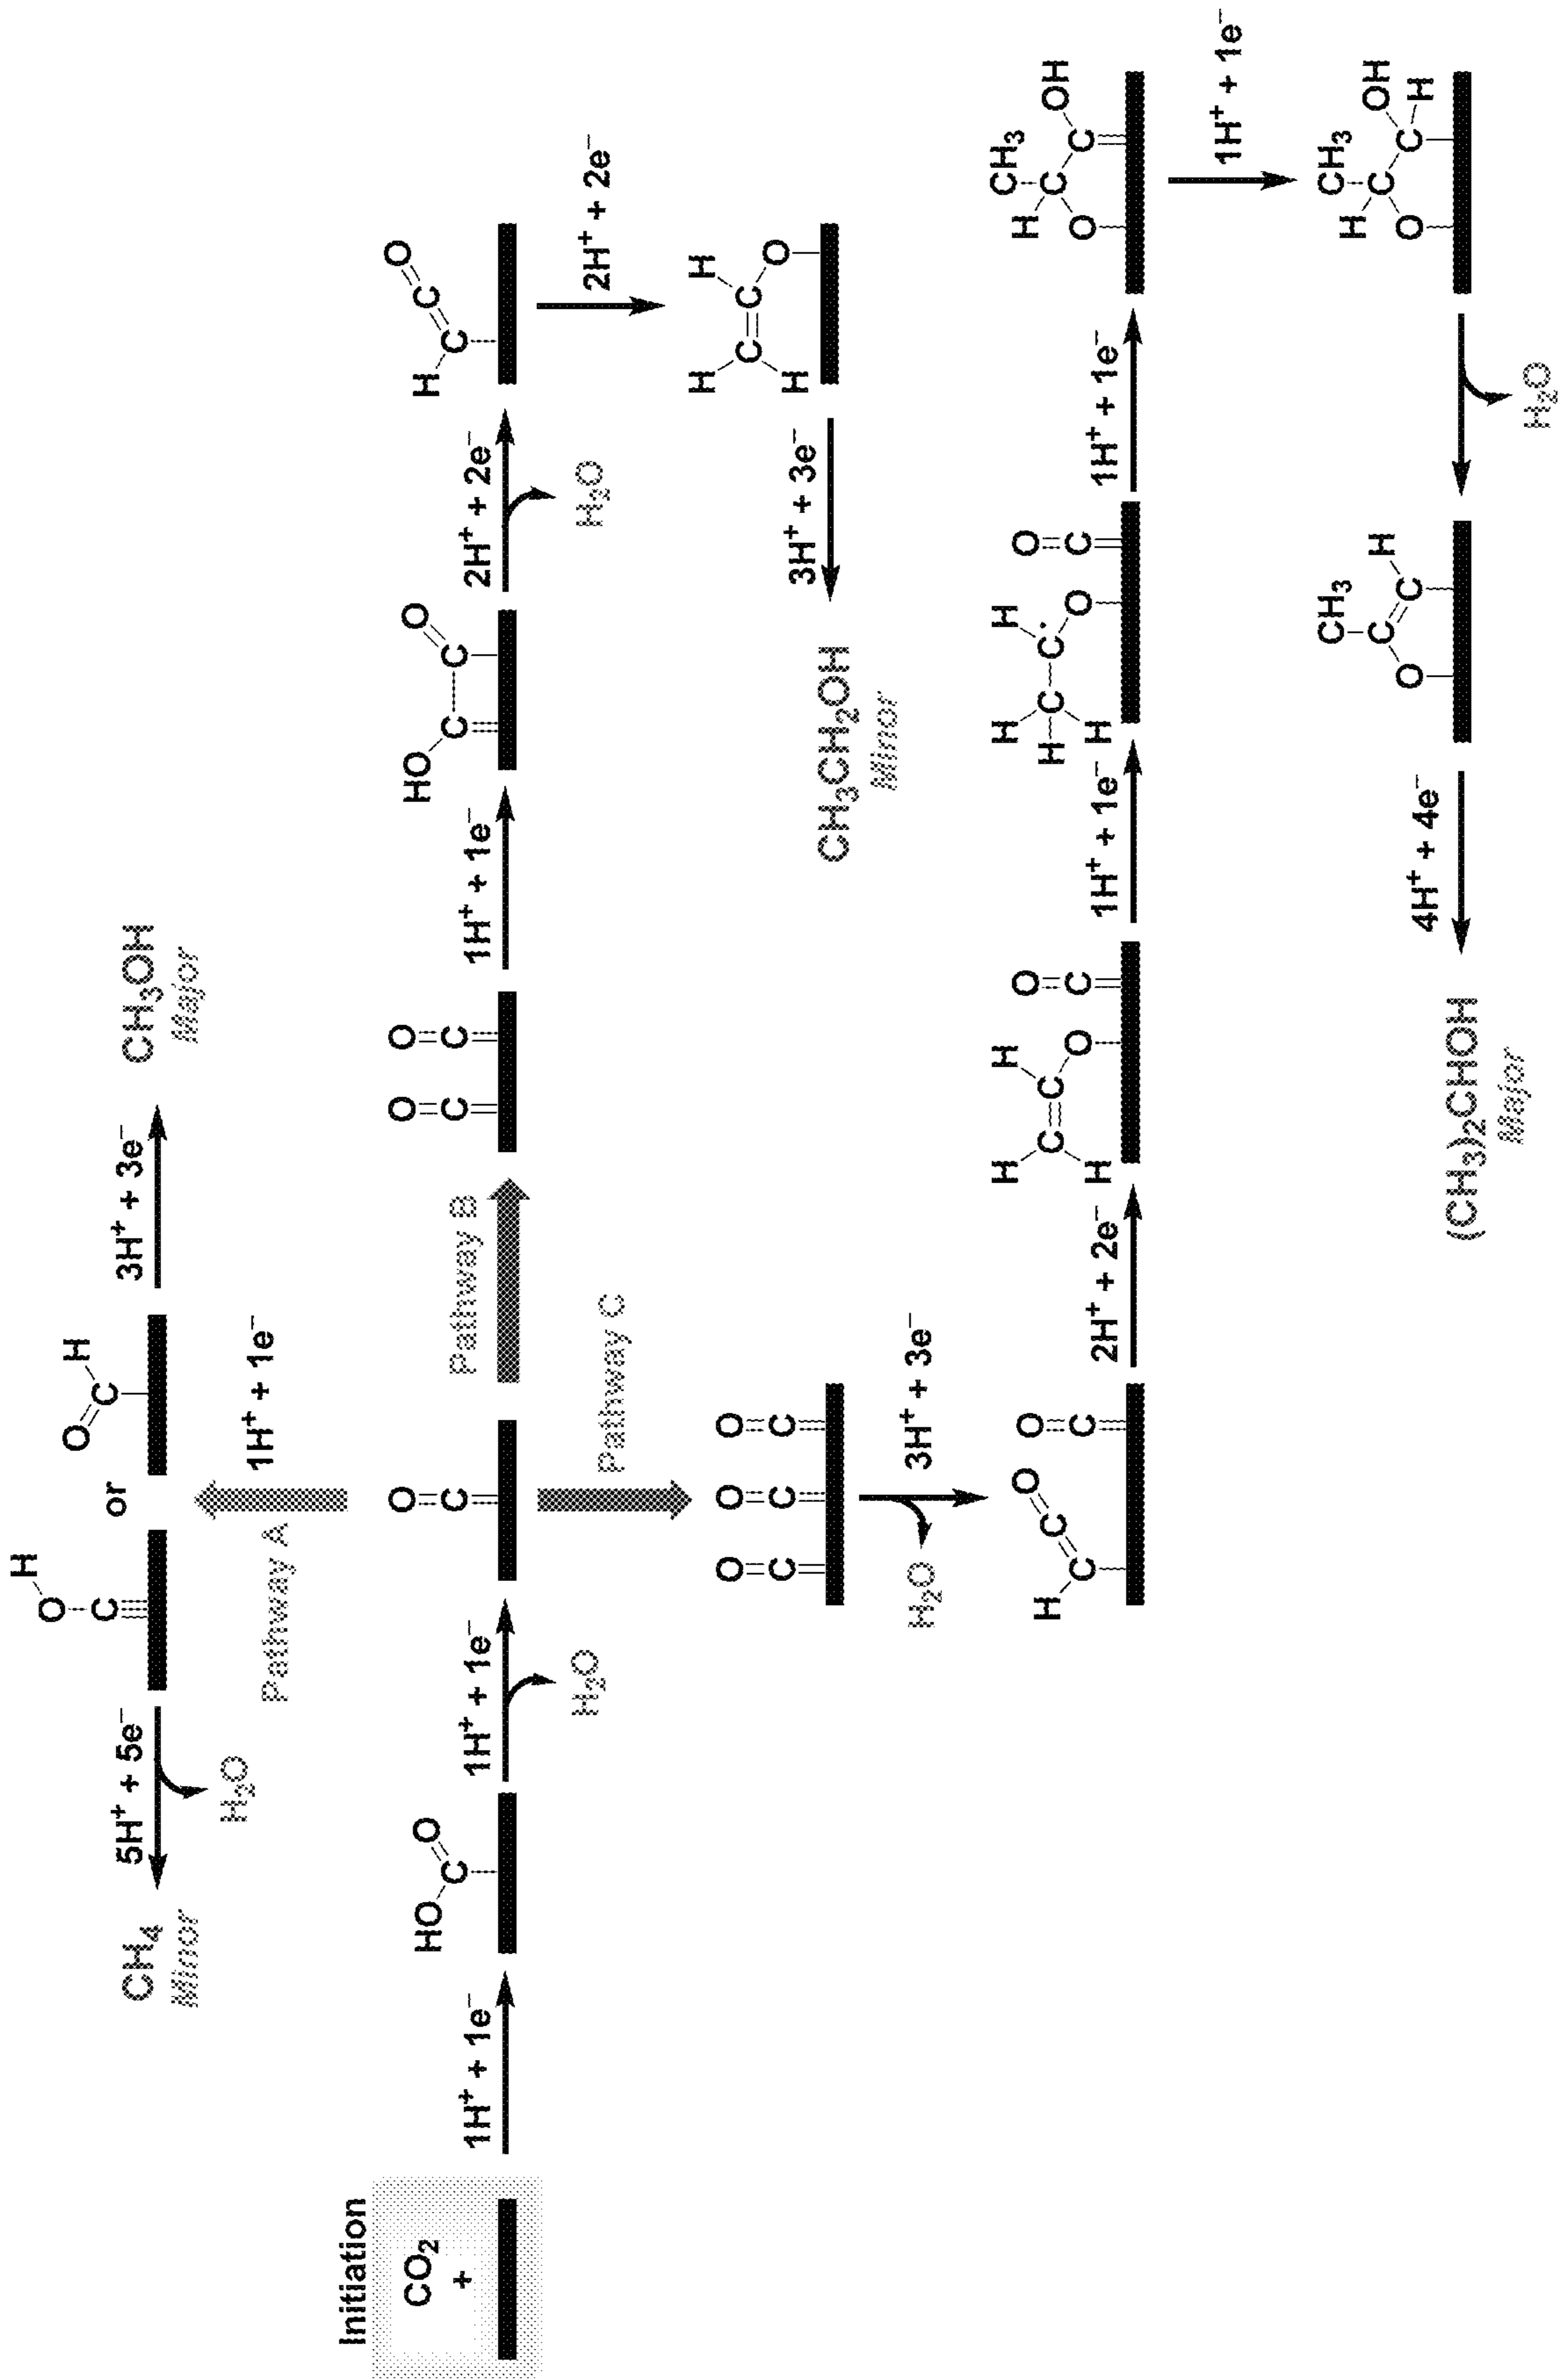 Initiation
CO2
+
1H+ + 1e−
HO
C
O
1H+ + 1e−
H2O
O
C
Pathway A
1H+ + 1e−
H
O
C
or
O
C
H
5H+ + 5e−
H2O
CH4
Minor
3H+ + 3e−
CH3OH
Major
Pathway B
O O
C C
1H+ + 1e−
HO
C C
O
2H+ + 2e−
H2O
H
C C O
2H+ + 2e−
H H
C C
H O
3H+ + 3e−
CH3CH2OH
Minor
Pathway C
O O O
C C C
3H+ + 3e−
H2O
H
C C O
O
C
2H+ + 2e−
H H
C C
H O
O
C
1H+ + 1e−
H H
H C C·
H O
O
C
1H+ + 1e−
CH3
H C OH
O C
1H+ + 1e−
CH3
H C OH
O C H
H2O
CH3
C H
O C
4H+ + 4e−
(CH3)2CHOH
Major